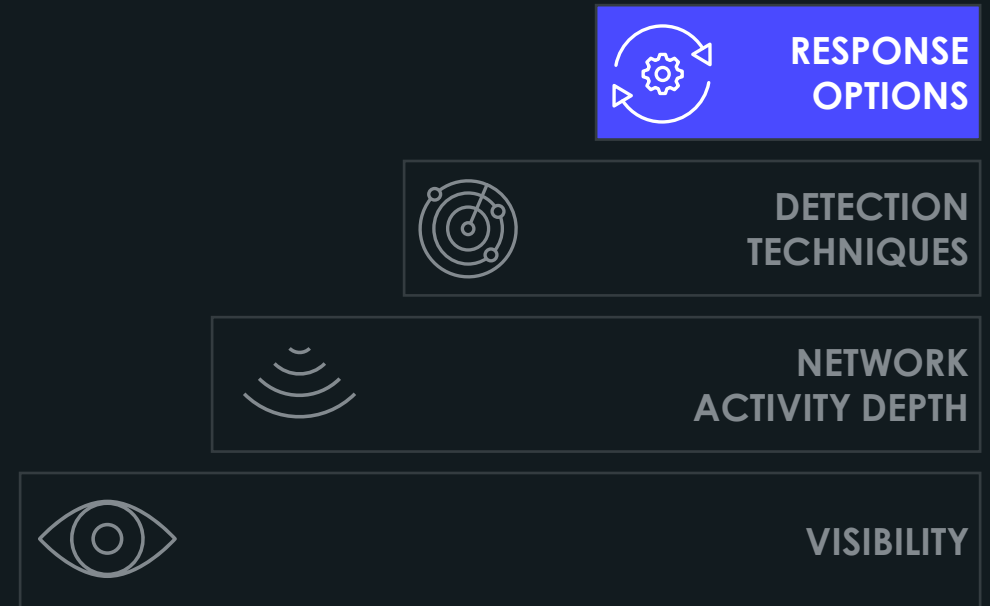 RESPONSE
OPTIONS
DETECTION
TECHNIQUES
NETWORK
ACTIVITY DEPTH
VISIBILITY